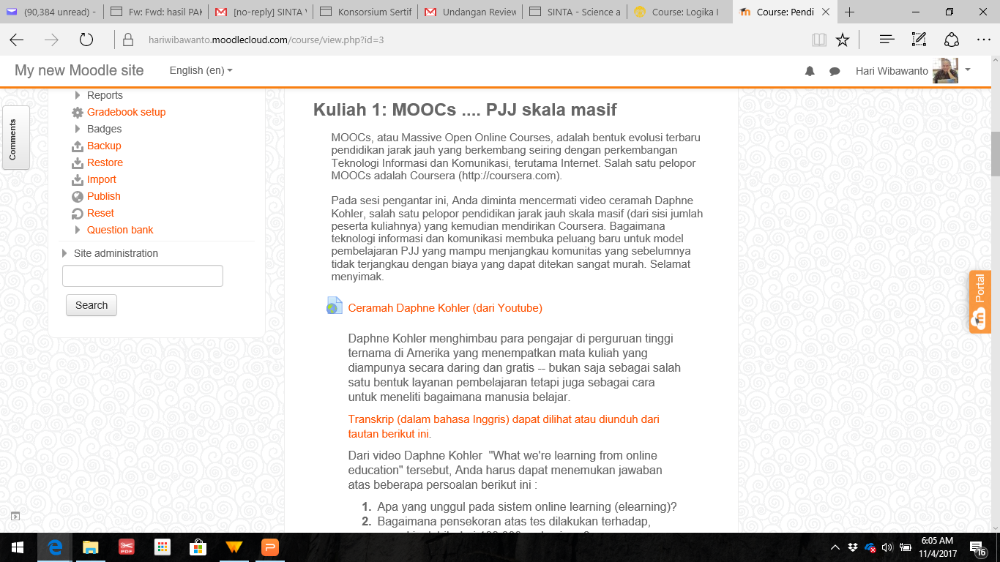 (90,384 unread) -
Fw: Fwd: hasil PAK
[no-reply] SINTA V
Konsorsium Sertif
Undangan Review
SINTA - Science a
Course: Logika I
Course: Pendi
hariwibawanto.moodlecloud.com/course/view.php?id=3
My new Moodle site
English (en)
Hari Wibawanto
Comments
Reports
Gradebook setup
Badges
Backup
Restore
Import
Publish
Reset
Question bank
Site administration
Search
Kuliah 1: MOOCs .... PJJ skala masif
MOOCs, atau Massive Open Online Courses, adalah bentuk evolusi terbaru
pendidikan jarak jauh yang berkembang seiring dengan perkembangan
Teknologi Informasi dan Komunikasi, terutama Internet. Salah satu pelopor
MOOCs adalah Coursera (http://coursera.com).
Pada sesi pengantar ini, Anda diminta mencermati video ceramah Daphne
Kohler, salah satu pelopor pendidikan jarak jauh skala masif (dari sisi jumlah
peserta kuliahnya) yang kemudian mendirikan Coursera. Bagaimana
teknologi informasi dan komunikasi membuka peluang baru untuk model
pembelajaran PJJ yang mampu menjangkau komunitas yang sebelumnya
tidak terjangkau dengan biaya yang dapat ditekan sangat murah. Selamat
menyimak.
Ceramah Daphne Kohler (dari Youtube)
Daphne Kohler menghimbau para pengajar di perguruan tinggi
ternama di Amerika yang menempatkan mata kuliah yang
diampunya secara daring dan gratis -- bukan saja sebagai salah
satu bentuk layanan pembelajaran tetapi juga sebagai cara
untuk meneliti bagaimana manusia belajar.
Transkrip (dalam bahasa Inggris) dapat dilihat atau diunduh dari
tautan berikut ini.
Dari video Daphne Kohler "What we're learning from online
education" tersebut, Anda harus dapat menemukan jawaban
atas beberapa persoalan berikut ini :
1. Apa yang unggul pada sistem online learning (elearning)?
2. Bagaimana pensekoran atas tes dilakukan terhadap,
Portal
PDF
6:05 AM
11/4/2017
16